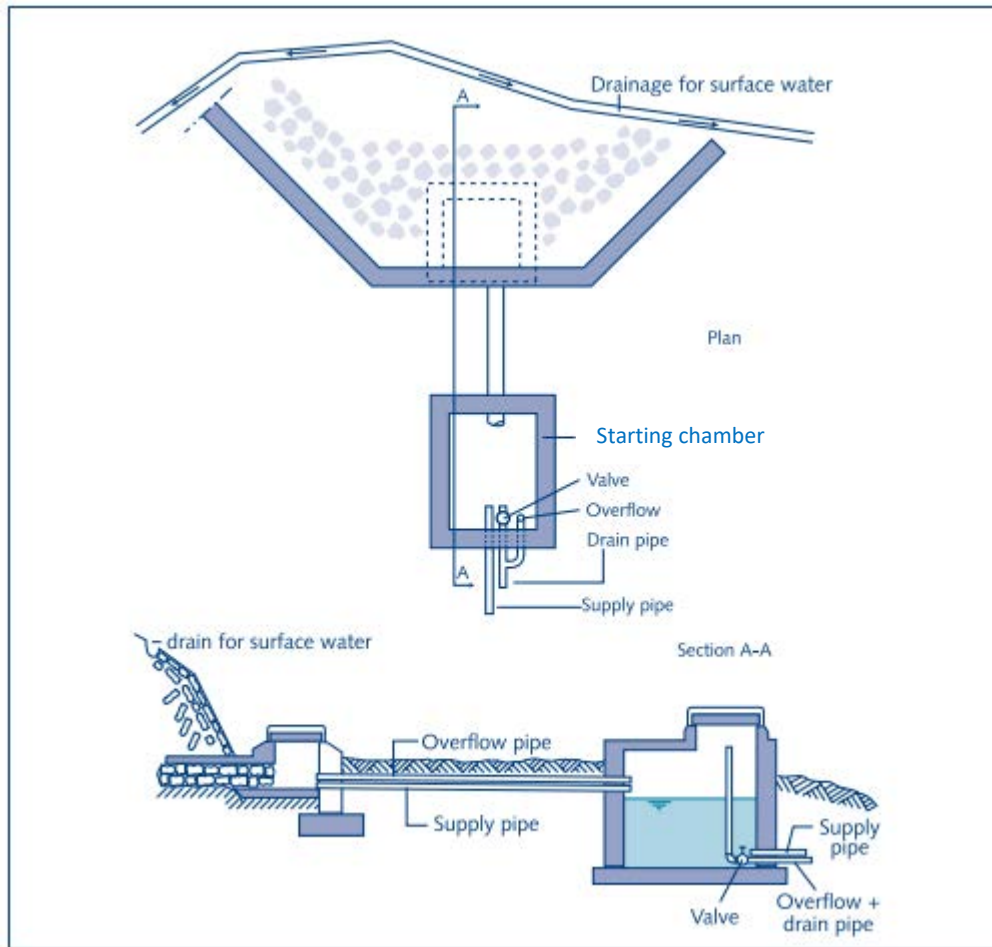 A
Drainage for surface water
Plan
Starting chamber
Valve
Overflow
Drain pipe
A
Supply pipe
drain for surface water
Section A-A
Overflow pipe
Supply pipe
Supply
pipe
Valve
Overflow +
drain pipe